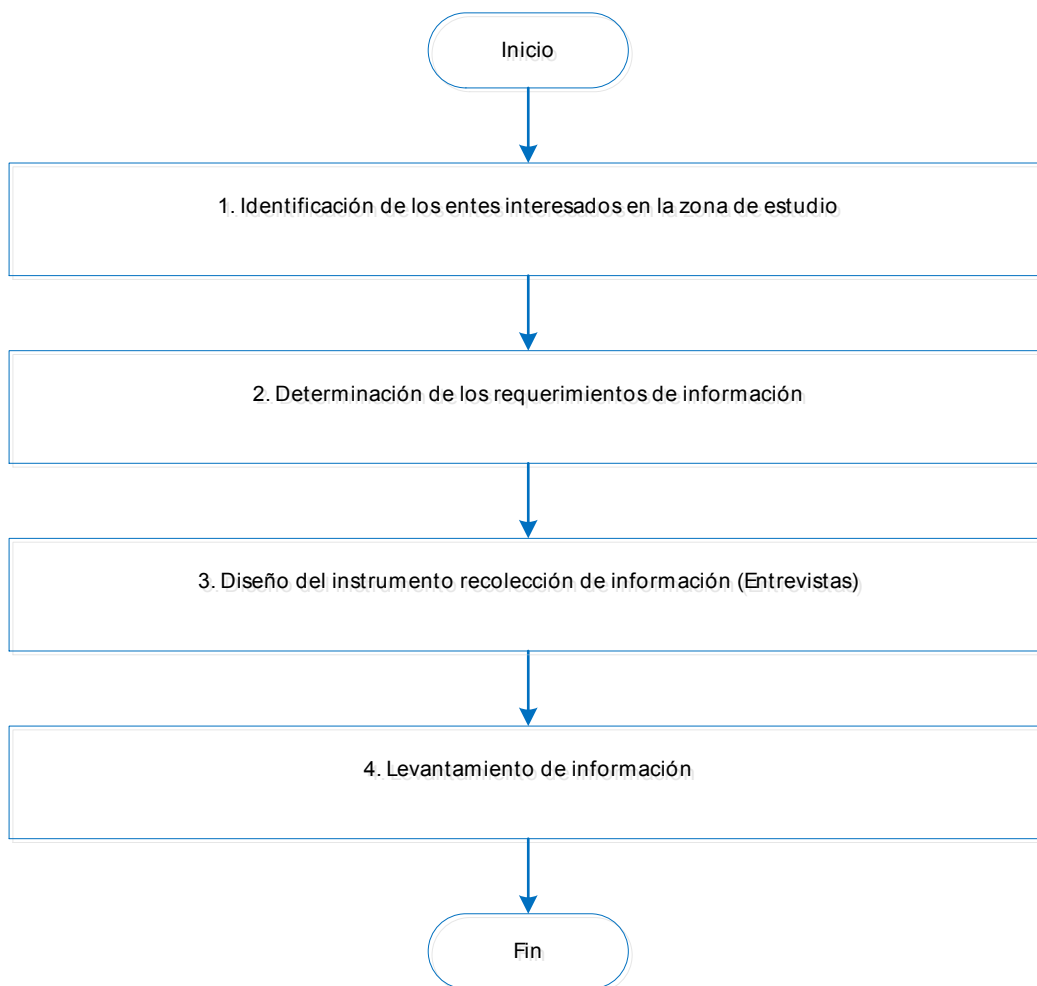 Inicio
1. Identificación de los entes interesados en la zona de estudio
2. Determinación de los requerimientos de información
3. Diseño del instrumento recolección de información (Entrevistas)
4. Levantamiento de información
Fin